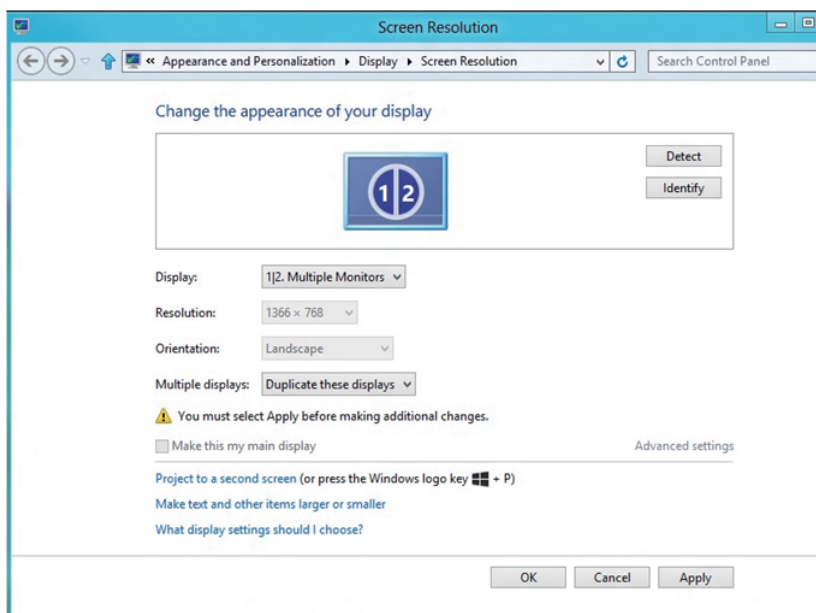 Screen Resolution
« Appearance and Personalization ▸ Display ▸ Screen Resolution
Search Control Panel
Change the appearance of your display
1 2
Detect
Identify
Display: 1|2. Multiple Monitors
Resolution: 1366 × 768
Orientation: Landscape
Multiple displays: Duplicate these displays
You must select Apply before making additional changes.
Make this my main display
Advanced settings
Project to a second screen (or press the Windows logo key + P)
Make text and other items larger or smaller
What display settings should I choose?
OK Cancel Apply